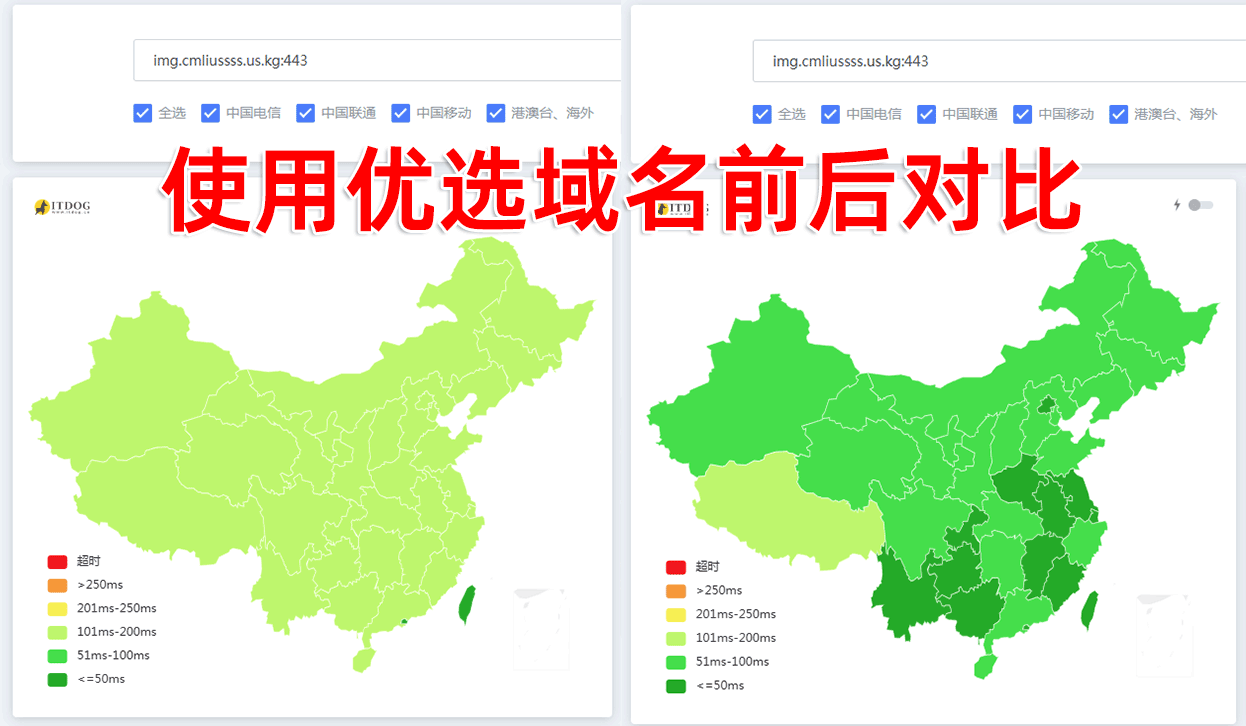 img.cmliussss.us.kg:443
全选 中国电信 中国联通 中国移动 港澳台、海外
img.cmliussss.us.kg:443
全选 中国电信 中国联通 中国移动 港澳台、海外
使用优选域名前后对比
ITDOG
超时
>250ms
201ms-250ms
101ms-200ms
51ms-100ms
<=50ms
超时
>250ms
201ms-250ms
101ms-200ms
51ms-100ms
<=50ms